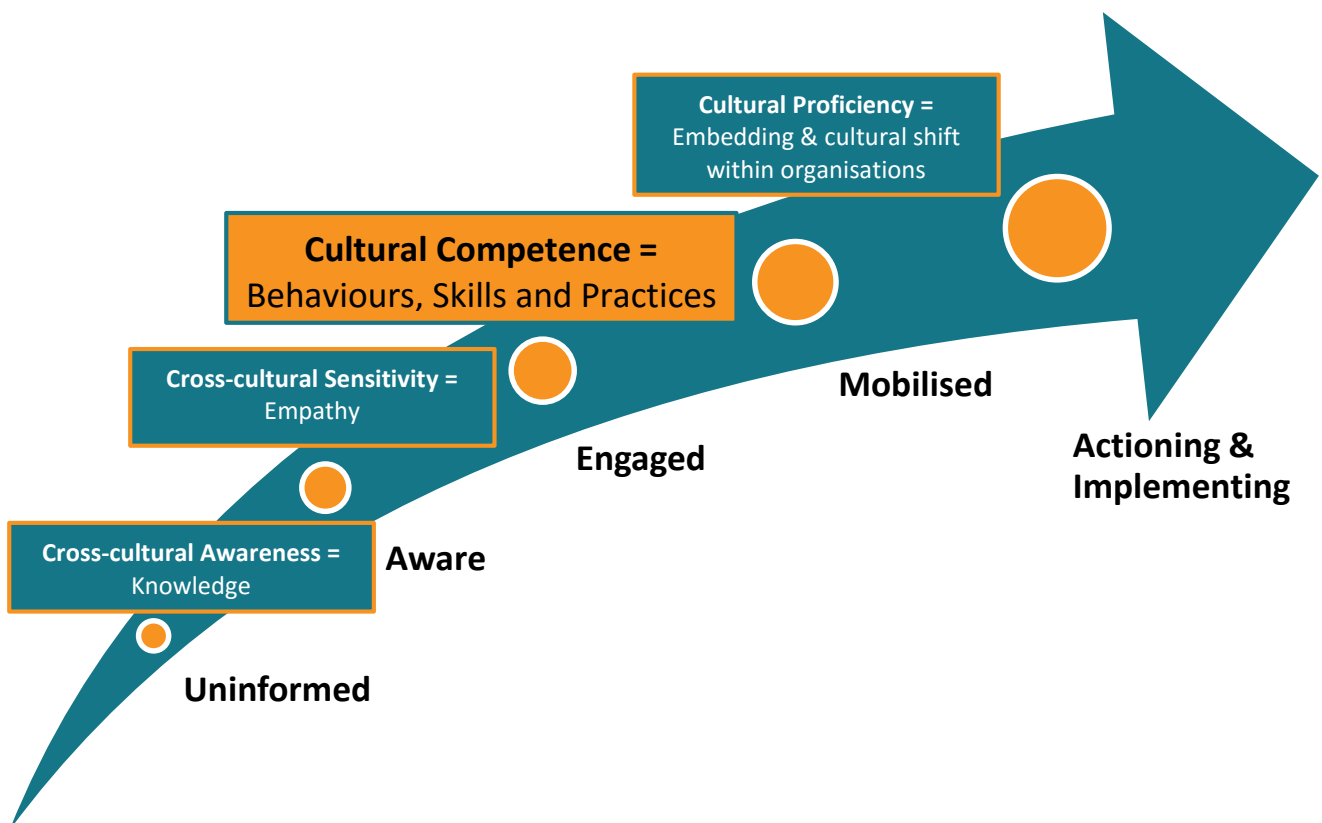 Cultural Proficiency =
Embedding & cultural shift
within organisations
Cultural Competence =
Behaviours, Skills and Practices
Cross-cultural Sensitivity =
Empathy
Mobilised
Engaged
Actioning &
Implementing
Cross-cultural Awareness =
Knowledge
Aware
Uninformed